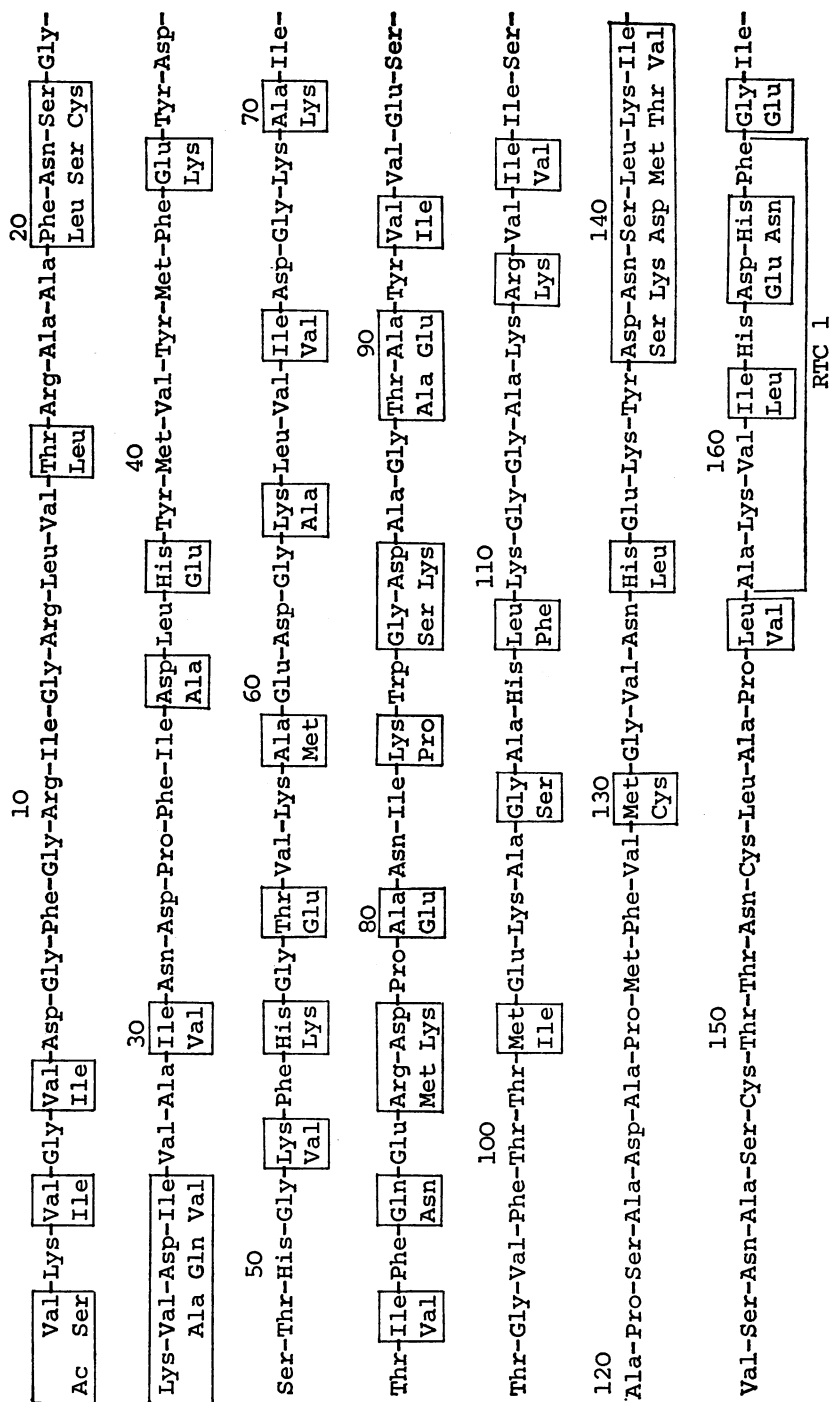 10 20
Val-Lys-Val-Gly-Val-Asp-Gly-Phe-Gly-Arg-Ile-Gly-Arg-Leu-Val-Thr-Arg-Ala-Ala-Phe-Asn-Ser-Gly-
Ac Ser Ile Ile Leu Leu Ser Cys
30 40
Lys-Val-Asp-Ile-Val-Ala-Ile-Asn-Asp-Pro-Phe-Ile-Asp-Leu-His-Tyr-Met-Val-Tyr-Met-Phe-Glu-Tyr-Asp-
Ala Gln Val Val Ala Glu Lys
50 60 70
Ser-Thr-His-Gly-Lys-Phe-His-Gly-Thr-Val-Lys-Ala-Glu-Asp-Gly-Lys-Leu-Val-Ile-Asp-Gly-Lys-Ala-Ile-
Val Lys Glu Met Ala Val Lys
80 90
Thr-Ile-Phe-Gln-Glu-Arg-Asp-Pro-Ala-Asn-Ile-Lys-Trp-Gly-Asp-Ala-Gly-Thr-Ala-Tyr-Val-Val-Glu-Ser-
Val Asn Met Lys Glu Pro Ser Lys Ala Glu Ile
100 110
Thr-Gly-Val-Phe-Thr-Thr-Met-Glu-Lys-Ala-Gly-Ala-His-Leu-Lys-Gly-Gly-Ala-Lys-Arg-Val-Ile-Ile-Ser-
Ile Ser Phe Lys Val
120 130 140
Ala-Pro-Ser-Ala-Asp-Ala-Pro-Met-Phe-Val-Met-Gly-Val-Asn-His-Glu-Lys-Tyr-Asp-Asn-Ser-Leu-Lys-Ile-
Cys Leu Ser Lys Asp Met Thr Val
150 160
Val-Ser-Asn-Ala-Ser-Cys-Thr-Thr-Asn-Cys-Leu-Ala-Pro-Leu-Ala-Lys-Val-Ile-His-Asp-His-Phe-Gly-Ile-
Val Leu Glu Asn Glu
RTC 1